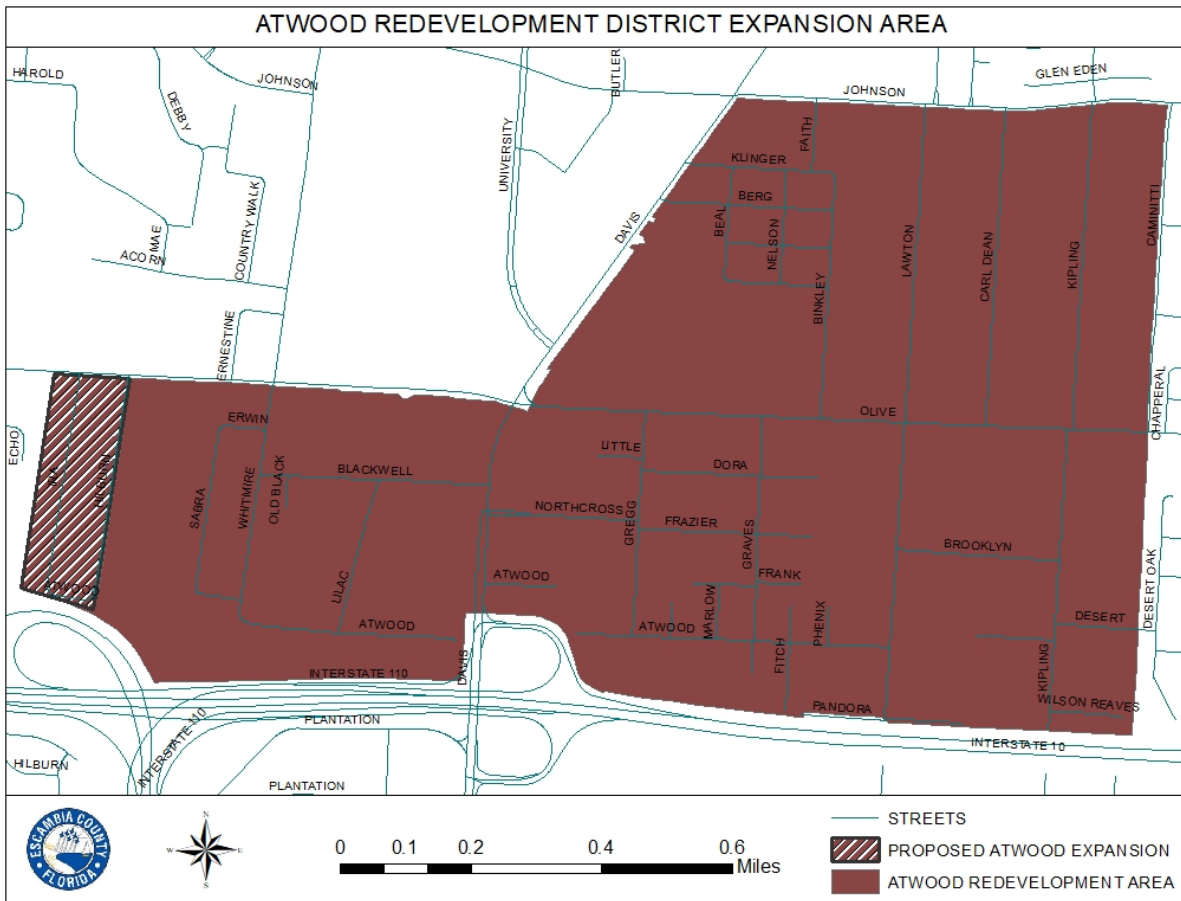 ATWOOD REDEVELOPMENT DISTRICT EXPANSION AREA
HAROLD
JOHNSON
DEBBY
BUTLER
GLEN EDEN
JOHNSON
UNIVERSITY
FAITH
KLINGER
BERG
BEAL
NELSON
DAVIS
COUNTRY WALK
MAE
ACORN
CAMINITTI
LAWTON
CARL DEAN
KIPLING
BINKLEY
ERNESTINE
CHAPPERAL
OLIVE
ERWIN
ECHO
INA
HILBURN
LITTLE
DORA
BLACKWELL
SABRA
WHITMIRE
OLD BLACK
NORTHCROSS
GREGG
FRAZIER
GRAVES
BROOKLYN
ATWOOD
FRANK
LILAC
ATWOOD
MARLOW
PHENIX
DESERT
DESERT OAK
ATWOOD
ATWOOD
FITCH
DAVIS
INTERSTATE 110
KIPLING
WILSON REAVES
PANDORA
PLANTATION
INTERSTATE 110
INTERSTATE 10
HILBURN
PLANTATION
ESCAMBIA COUNTY
FLORIDA
N
W
E
S
0 0.1 0.2 0.4 0.6
Miles
STREETS
PROPOSED ATWOOD EXPANSION
ATWOOD REDEVELOPMENT AREA